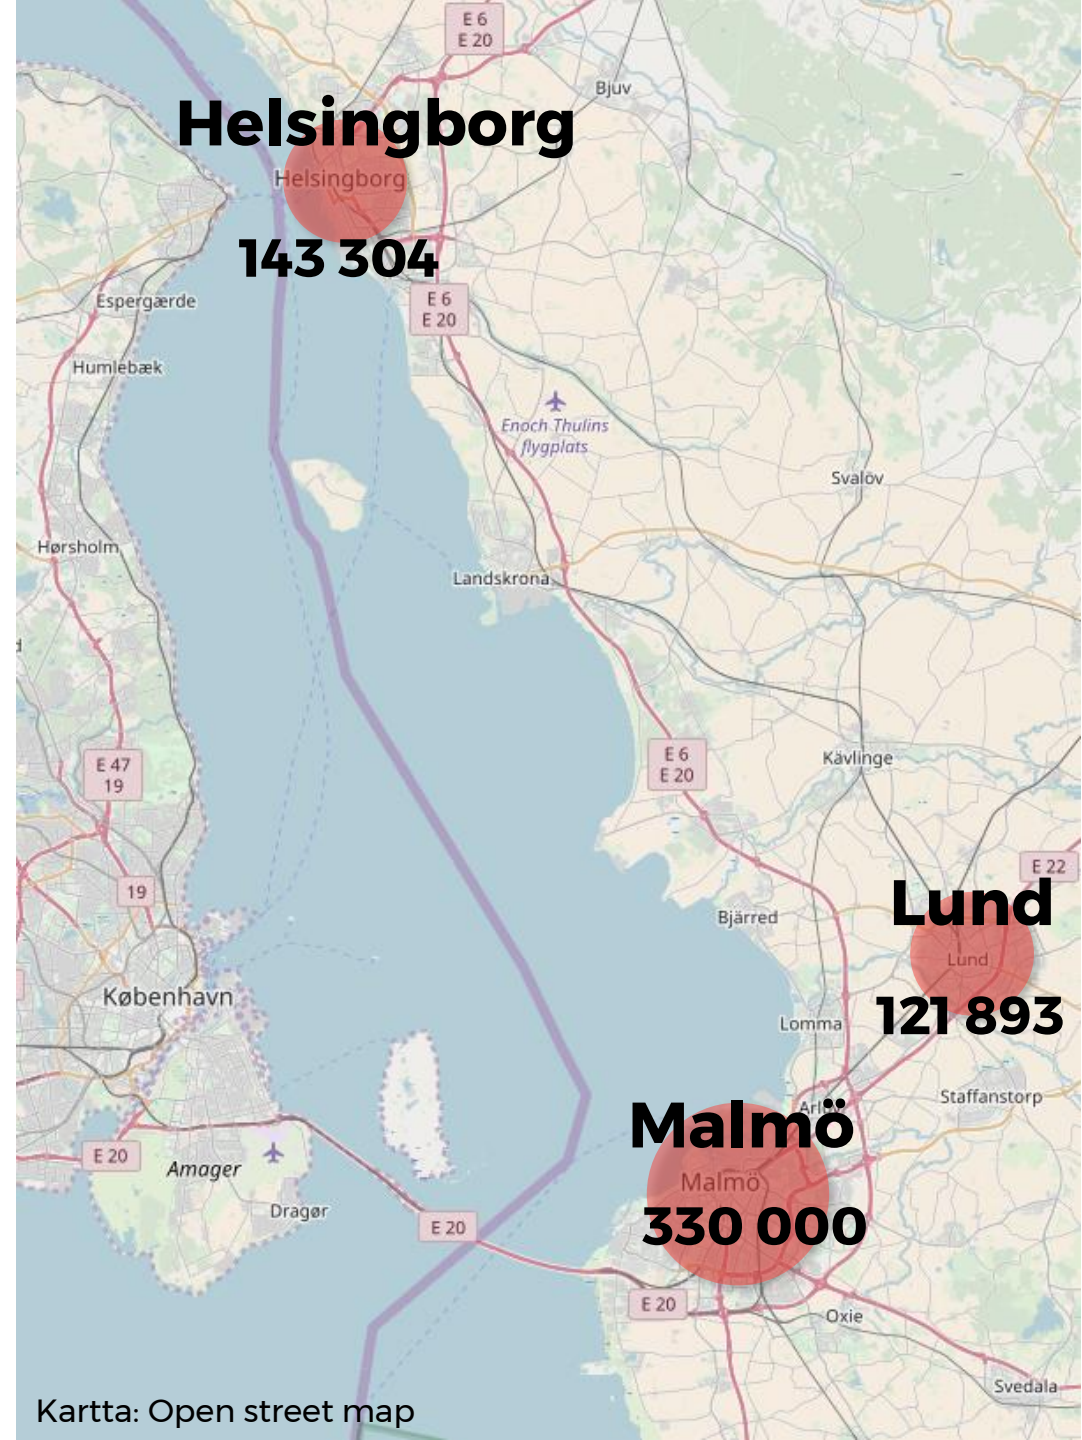 E 6
E 20
Bjuv
Helsingborg
Helsingborg
143 304
Espergærde
E 6
E 20
Humlebæk
Enoch Thulins
flygplats
Svalöv
Hørsholm
Landskrona
E 47
19
E 6
E 20
Kävlinge
19
E 22
Lund
Bjärred
Lund
København
121 893
Lomma
Staffanstorp
Malmö
E 20
Amager
Malmö
Dragør
330 000
E 20
E 20
Oxie
Svedala
Kartta: Open street map